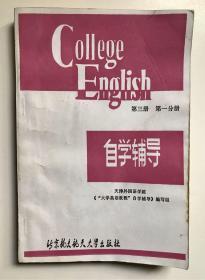 College
English
第三册 第一分册
自学辅导
天津外国语学院
《“大学英语教程”自学辅导》编写组
北京航空航天大学出版社